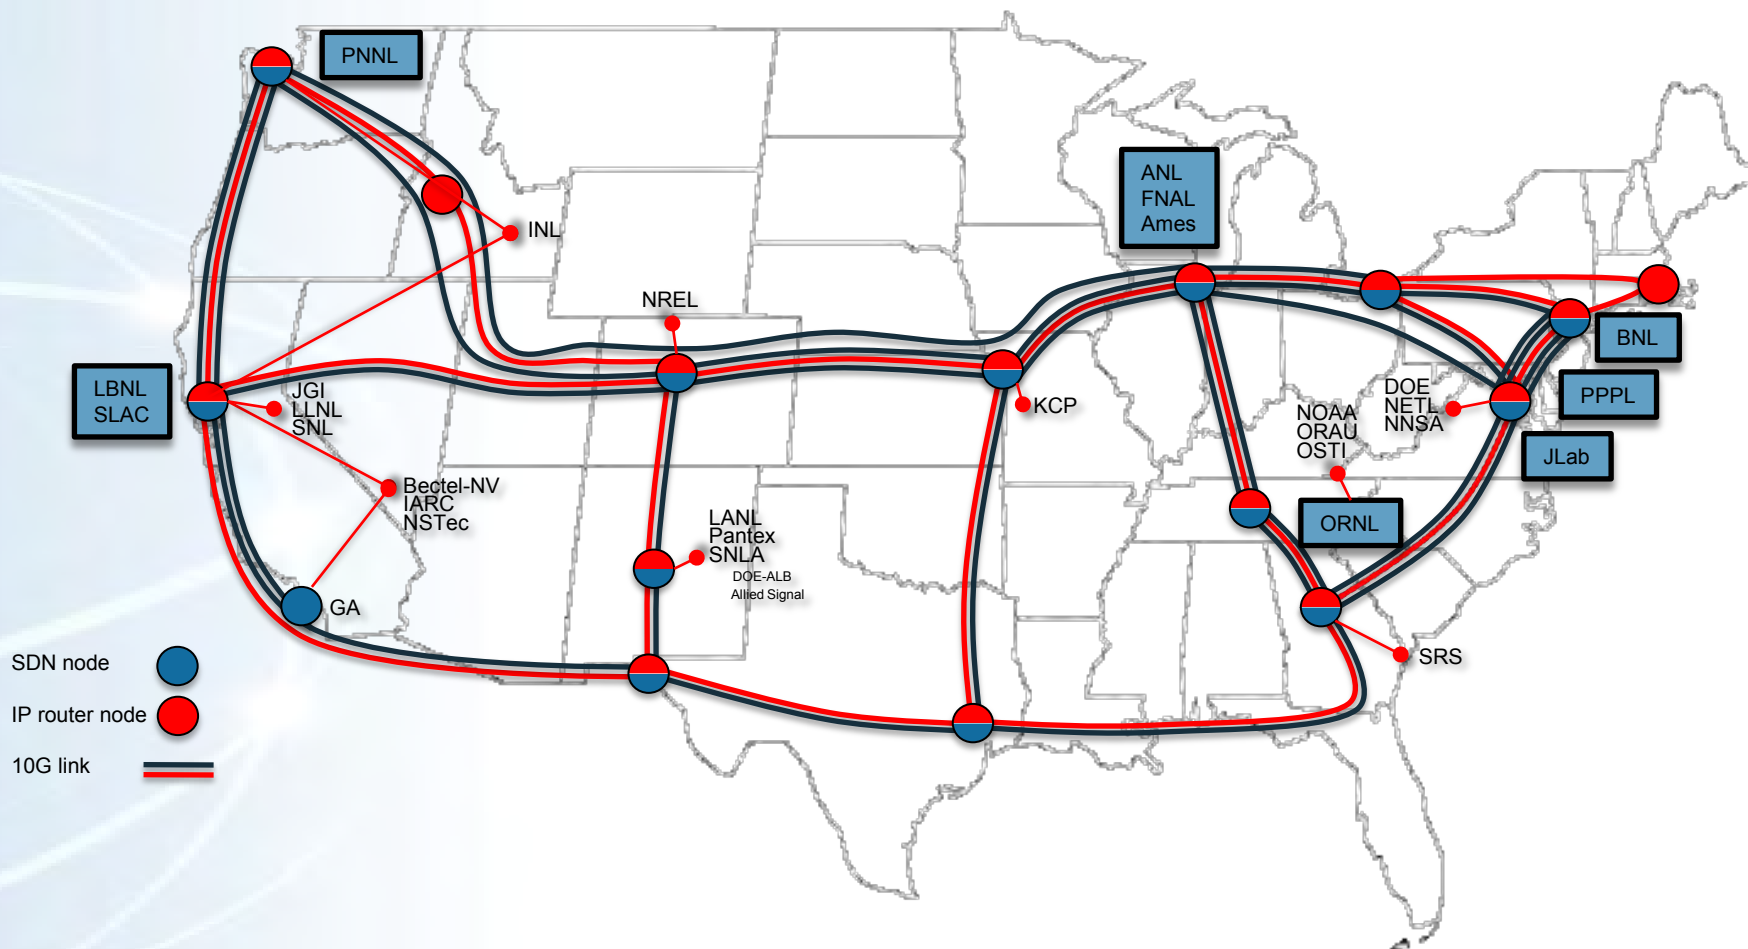 PNNL
ANL
FNAL
Ames
INL
NREL
BNL
LBNL
SLAC
JGI
LLNL
SNL
KCP
DOE
NETL
NNSA
PPPL
NOAA
ORAU
OSTI
JLab
Bectel-NV
IARC
NSTec
LANL
Pantex
SNLA
DOE-ALB
Allied Signal
ORNL
GA
SRS
SDN node
IP router node
10G link